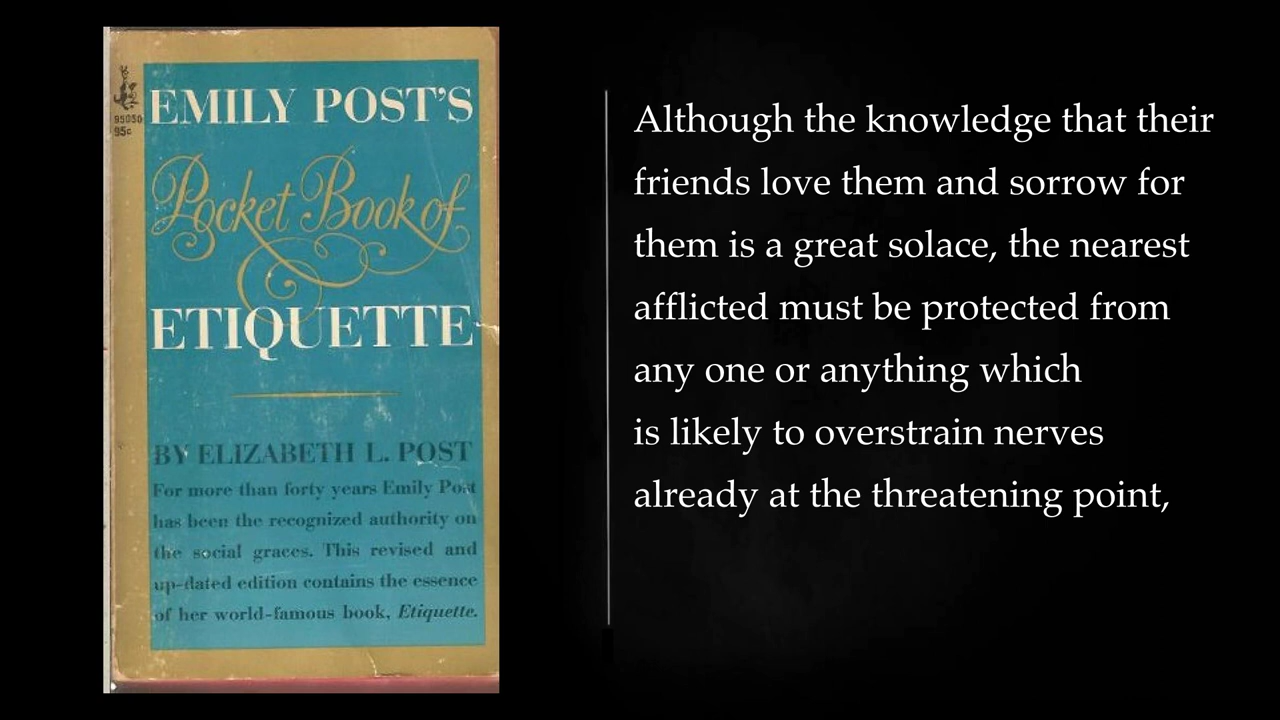 EMILY POST'S
Pocket Book of
ETIQUETTE
BY ELIZABETH L. POST
For more than forty years Emily Post
has been the recognized authority on
the social graces. This revised and
up-dated edition contains the essence
of her world-famous book, Etiquette.
95050
95c
Although the knowledge that their
friends love them and sorrow for
them is a great solace, the nearest
afflicted must be protected from
any one or anything which
is likely to overstrain nerves
already at the threatening point,